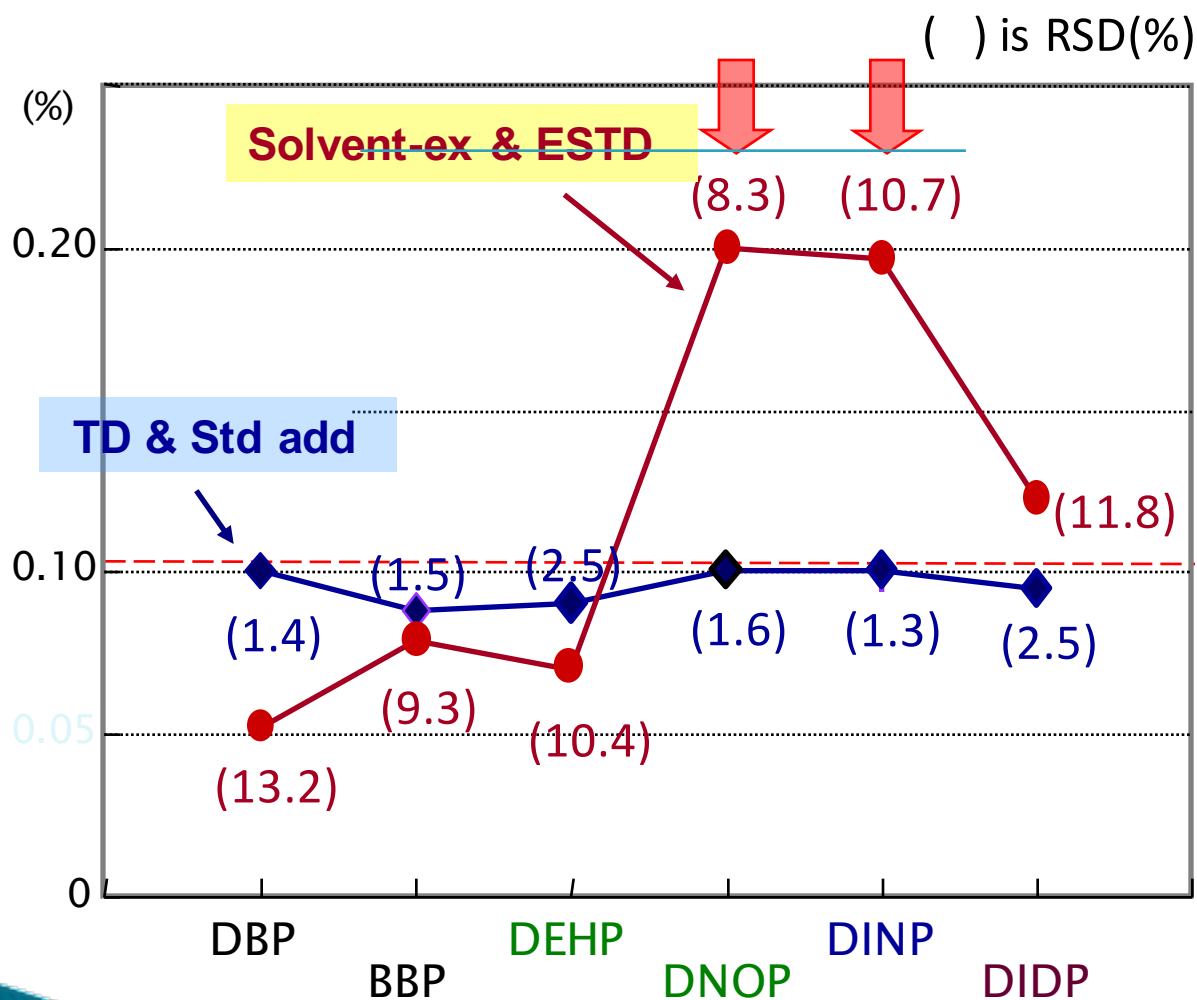 ( ) is RSD(%)
(%)
Solvent-ex & ESTD
(8.3) (10.7)
0.20
TD & Std add
(11.8)
0.10
(1.5) (2.5)
(1.4) (1.6) (1.3) (2.5)
(9.3)
0.05
(10.4)
(13.2)
0
DBP DEHP DINP
BBP DNOP DIDP